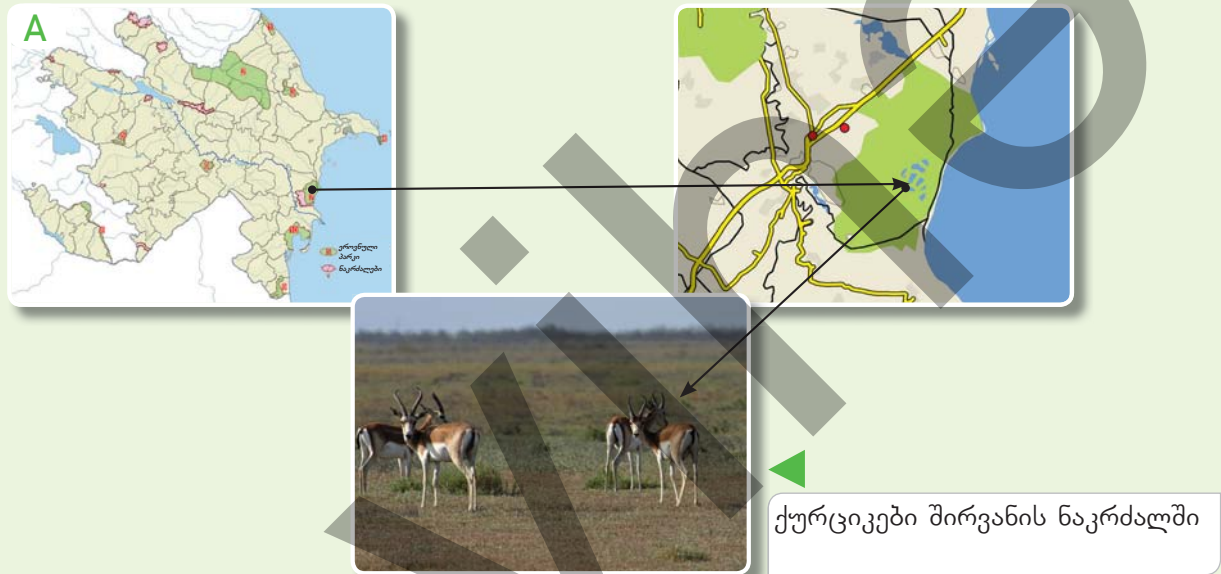 A
ეროვნული
პარკი
ნაკრძალები
ქურციკები შირვანის ნაკრძალში